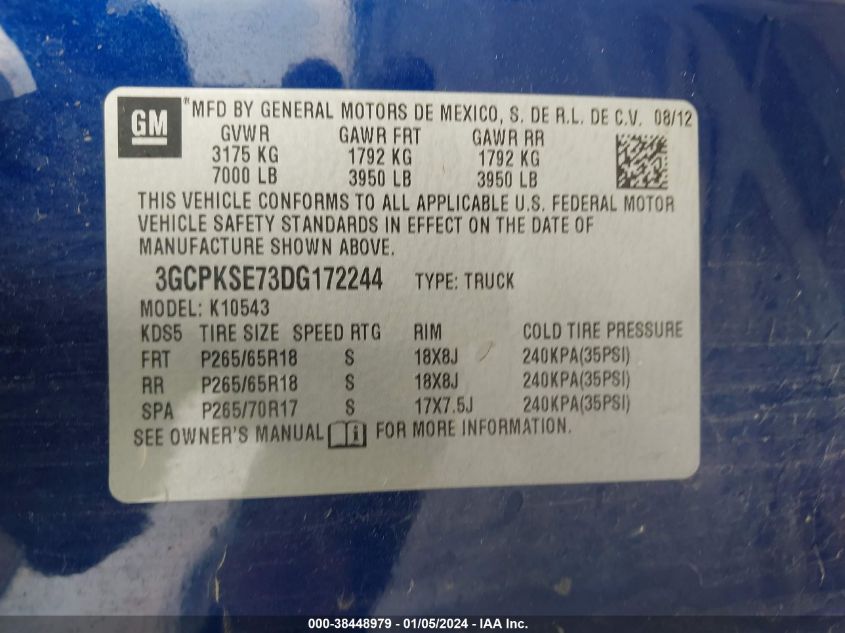 GM
MFD BY GENERAL MOTORS DE MEXICO, S. DE R.L. DE C.V. 08/12
GVWR GAWR FRT GAWR RR
3175 KG 1792 KG 1792 KG
7000 LB 3950 LB 3950 LB
THIS VEHICLE CONFORMS TO ALL APPLICABLE U.S. FEDERAL MOTOR
VEHICLE SAFETY STANDARDS IN EFFECT ON THE DATE OF
MANUFACTURE SHOWN ABOVE.
3GCPKSE73DG172244 TYPE: TRUCK
MODEL: K10543
KDS5 TIRE SIZE SPEED RTG RIM COLD TIRE PRESSURE
FRT P265/65R18 S 18X8J 240KPA(35PSI)
RR P265/65R18 S 18X8J 240KPA(35PSI)
SPA P265/70R17 S 17X7.5J 240KPA(35PSI)
SEE OWNER'S MANUAL i FOR MORE INFORMATION.
000-38448979 - 01/05/2024 - IAA Inc.